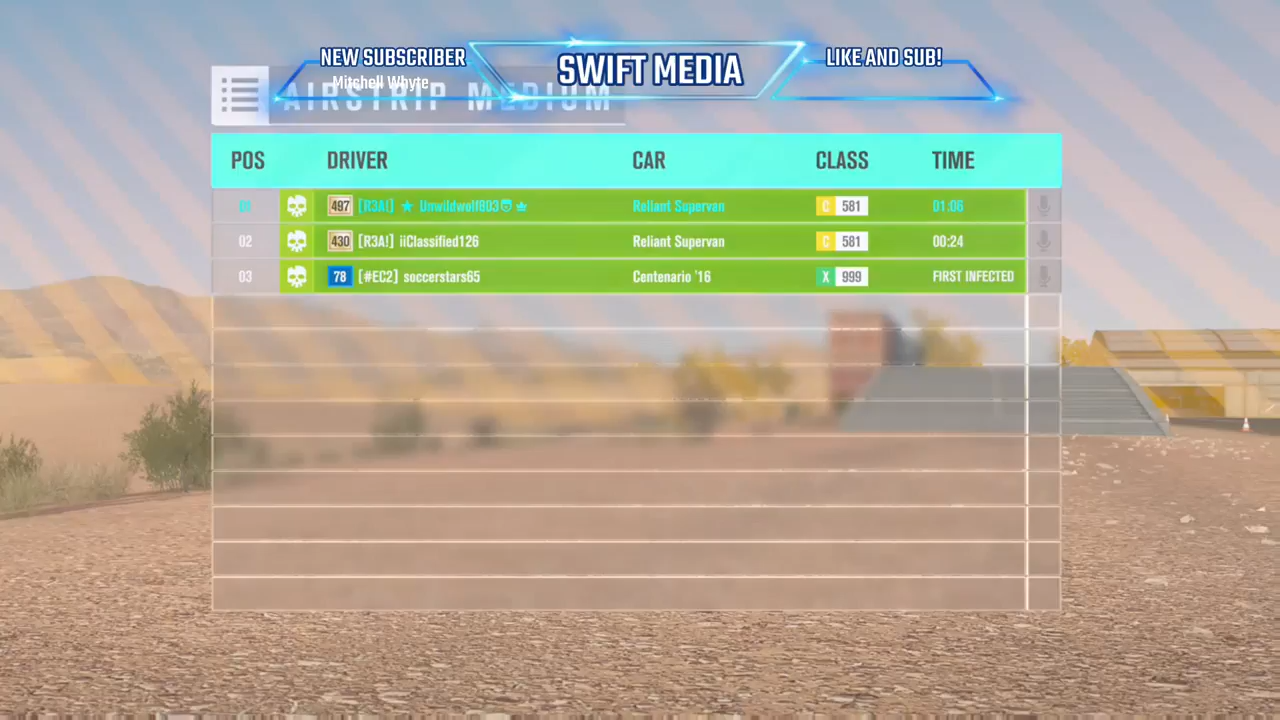 NEW SUBSCRIBER
SWIFT MEDIA
LIKE AND SUB!
Mitchell Whyte
AIRSTRIP MEDIUM
POS DRIVER CAR CLASS TIME
01 497 [R3A!] ★ Unwildwolf803 Reliant Supervan C 581 01:06
02 430 [R3A!] iiClassified126 Reliant Supervan C 581 00:24
03 78 [#EC2] soccerstars65 Centenario '16 X 999 FIRST INFECTED